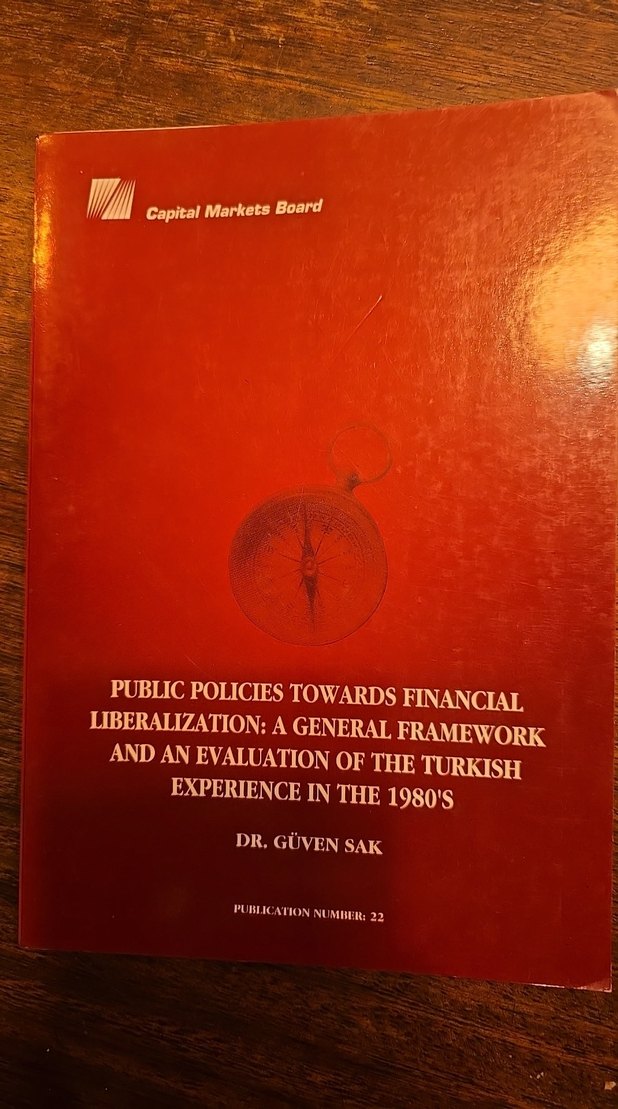 Capital Markets Board
PUBLIC POLICIES TOWARDS FINANCIAL
LIBERALIZATION: A GENERAL FRAMEWORK
AND AN EVALUATION OF THE TURKISH
EXPERIENCE IN THE 1980'S
DR. GÜVEN SAK
PUBLICATION NUMBER: 22